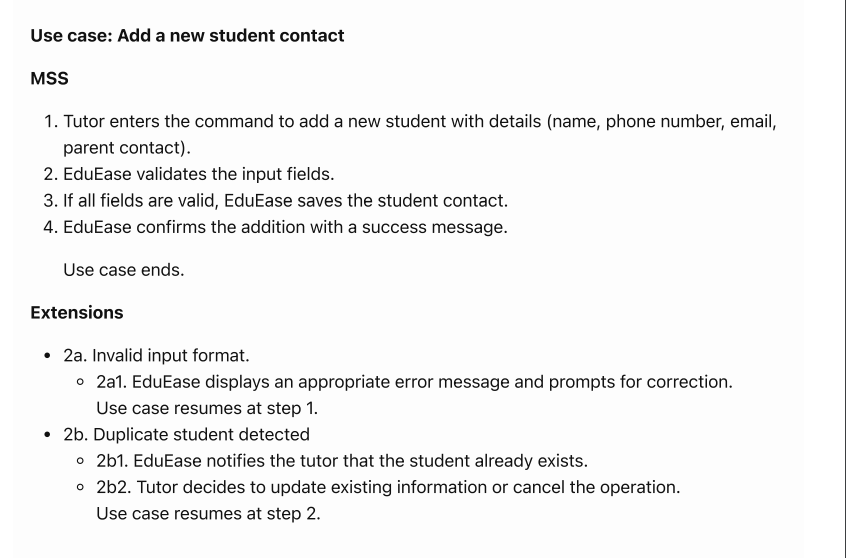 Use case: Add a new student contact
MSS
1. Tutor enters the command to add a new student with details (name, phone number, email,
parent contact).
2. EduEase validates the input fields.
3. If all fields are valid, EduEase saves the student contact.
4. EduEase confirms the addition with a success message.
Use case ends.
Extensions
• 2a. Invalid input format.
◦ 2a1. EduEase displays an appropriate error message and prompts for correction.
Use case resumes at step 1.
• 2b. Duplicate student detected
◦ 2b1. EduEase notifies the tutor that the student already exists.
◦ 2b2. Tutor decides to update existing information or cancel the operation.
Use case resumes at step 2.